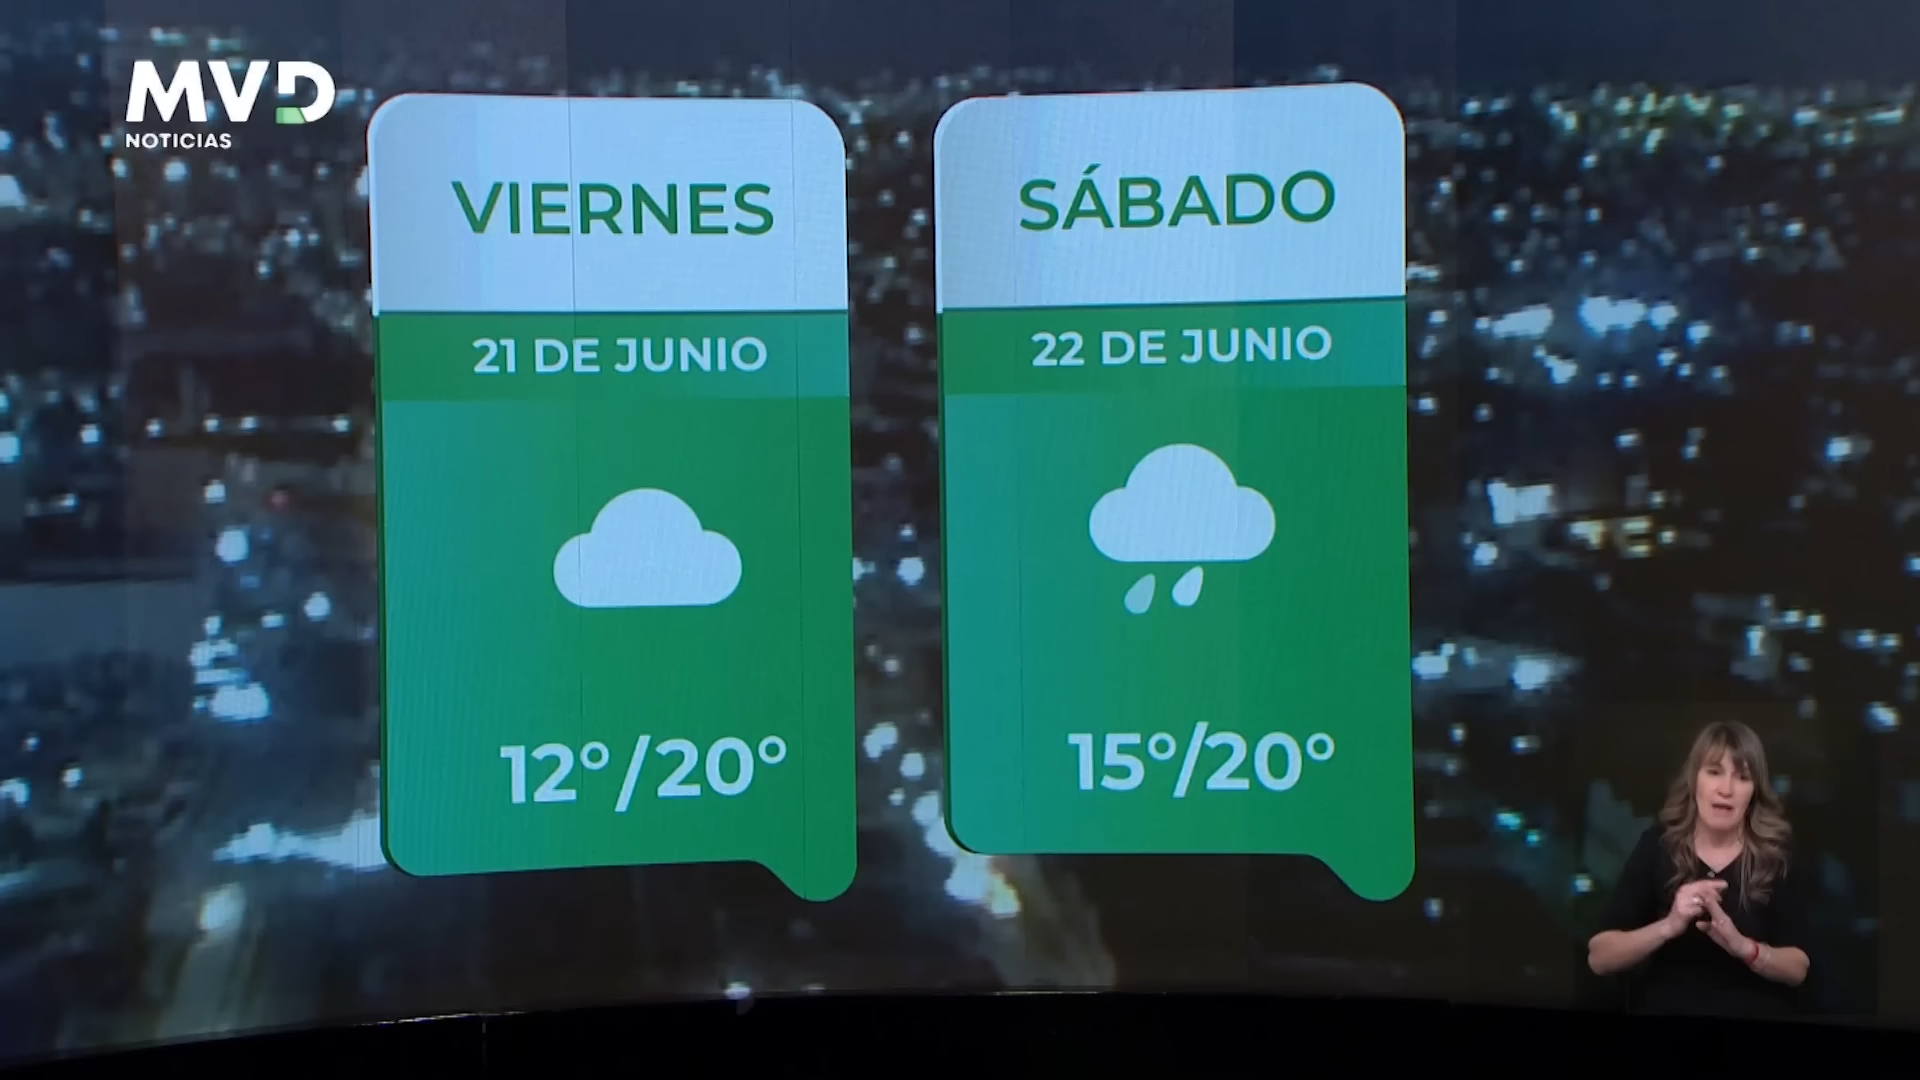 MVD
NOTICIAS
VIERNES
21 DE JUNIO
12°/20°
SÁBADO
22 DE JUNIO
15°/20°